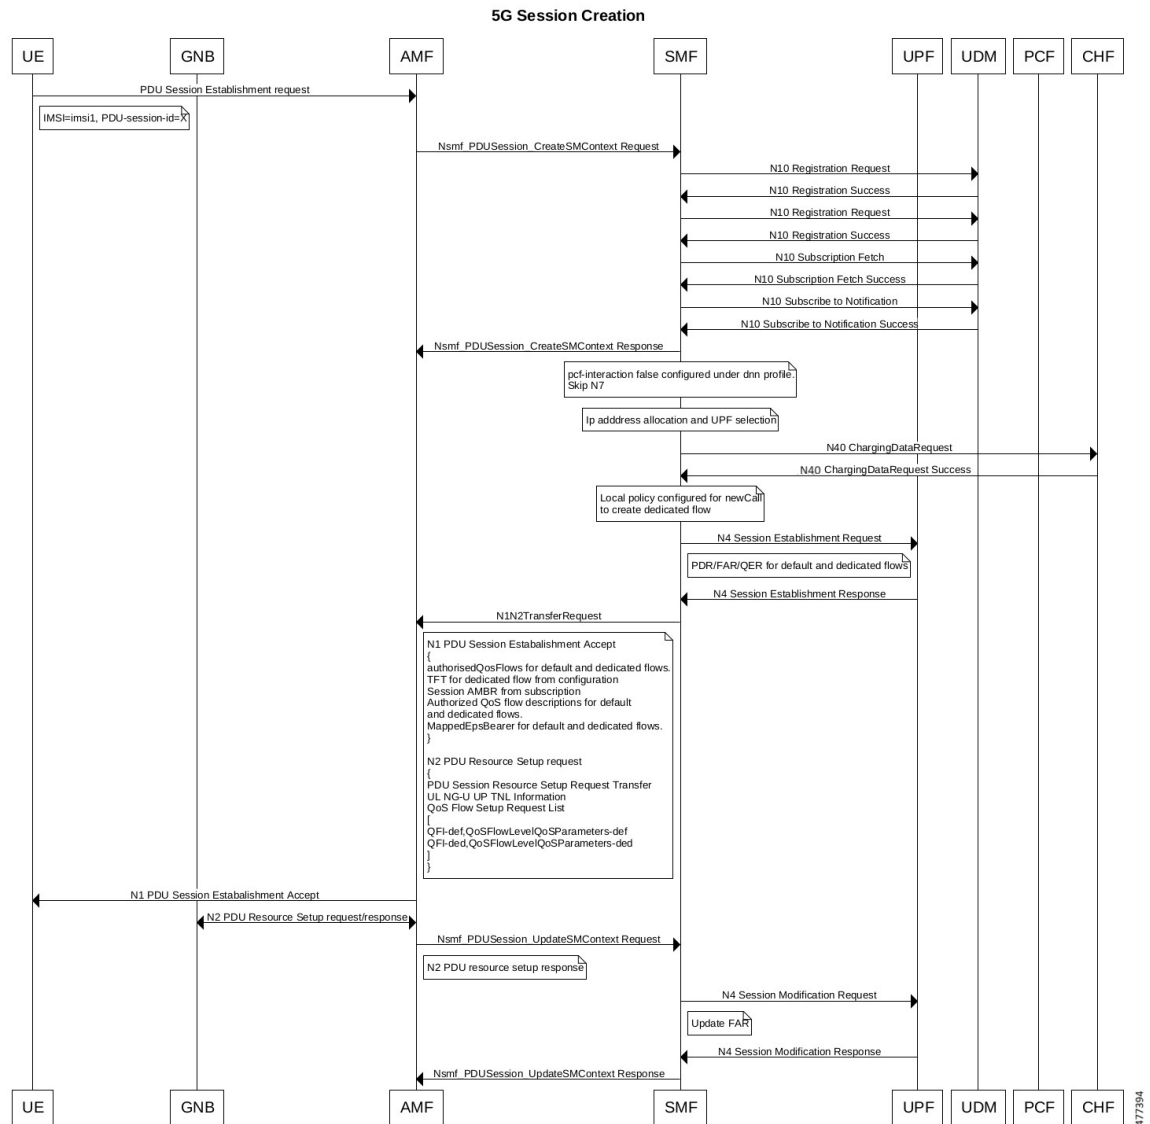 5G Session Creation
UE GNB AMF SMF UPF UDM PCF CHF
PDU Session Establishment request
IMSI=imsi1, PDU-session-id=X
Nsmf_PDUSession_CreateSMContext Request
N10 Registration Request
N10 Registration Success
N10 Registration Request
N10 Registration Success
N10 Subscription Fetch
N10 Subscription Fetch Success
N10 Subscribe to Notification
N10 Subscribe to Notification Success
Nsmf_PDUSession_CreateSMContext Response
pcf-interaction false configured under dnn profile.
Skip N7
Ip adddress allocation and UPF selection
N40 ChargingDataRequest
N40 ChargingDataRequest Success
Local policy configured for newCall
to create dedicated flow
N4 Session Establishment Request
PDR/FAR/QER for default and dedicated flows
N4 Session Establishment Response
N1N2TransferRequest
N1 PDU Session Estabalishment Accept
{
authorisedQosFlows for default and dedicated flows.
TFT for dedicated flow from configuration
Session AMBR from subscription
Authorized QoS flow descriptions for default
and dedicated flows.
MappedEpsBearer for default and dedicated flows.
}
N2 PDU Resource Setup request
{
PDU Session Resource Setup Request Transfer
UL NG-U UP TNL Information
QoS Flow Setup Request List
[
QFI-def,QoSFlowLevelQoSParameters-def
QFI-ded,QoSFlowLevelQoSParameters-ded
]
}
N1 PDU Session Estabalishment Accept
N2 PDU Resource Setup request/response
Nsmf_PDUSession_UpdateSMContext Request
N2 PDU resource setup response
N4 Session Modification Request
Update FAR
N4 Session Modification Response
Nsmf_PDUSession_UpdateSMContext Response
UE GNB AMF SMF UPF UDM PCF CHF
477394